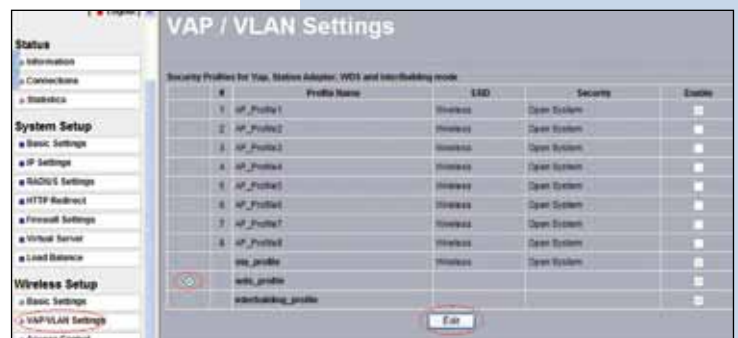 VAP / VLAN Settings
Status
Information
Connections
Statistics
System Setup
Basic Settings
IP Settings
RADIUS Settings
HTTP Redirect
Firewall Settings
Virtual Server
Load Balance
Wireless Setup
Basic Settings
VAP/VLAN Settings
Access Control
Security Profiles for Vap, Station Adapter, WDS and interBuilding mode
# Profile Name SSID Security Enable
1 AP_Profile1 Wireless Open System
2 AP_Profile2 Wireless Open System
3 AP_Profile3 Wireless Open System
4 AP_Profile4 Wireless Open System
5 AP_Profile5 Wireless Open System
6 AP_Profile6 Wireless Open System
7 AP_Profile7 Wireless Open System
8 AP_Profile8 Wireless Open System
sta_profile Wireless Open System
wds_profile
interbuilding_profile
Edit